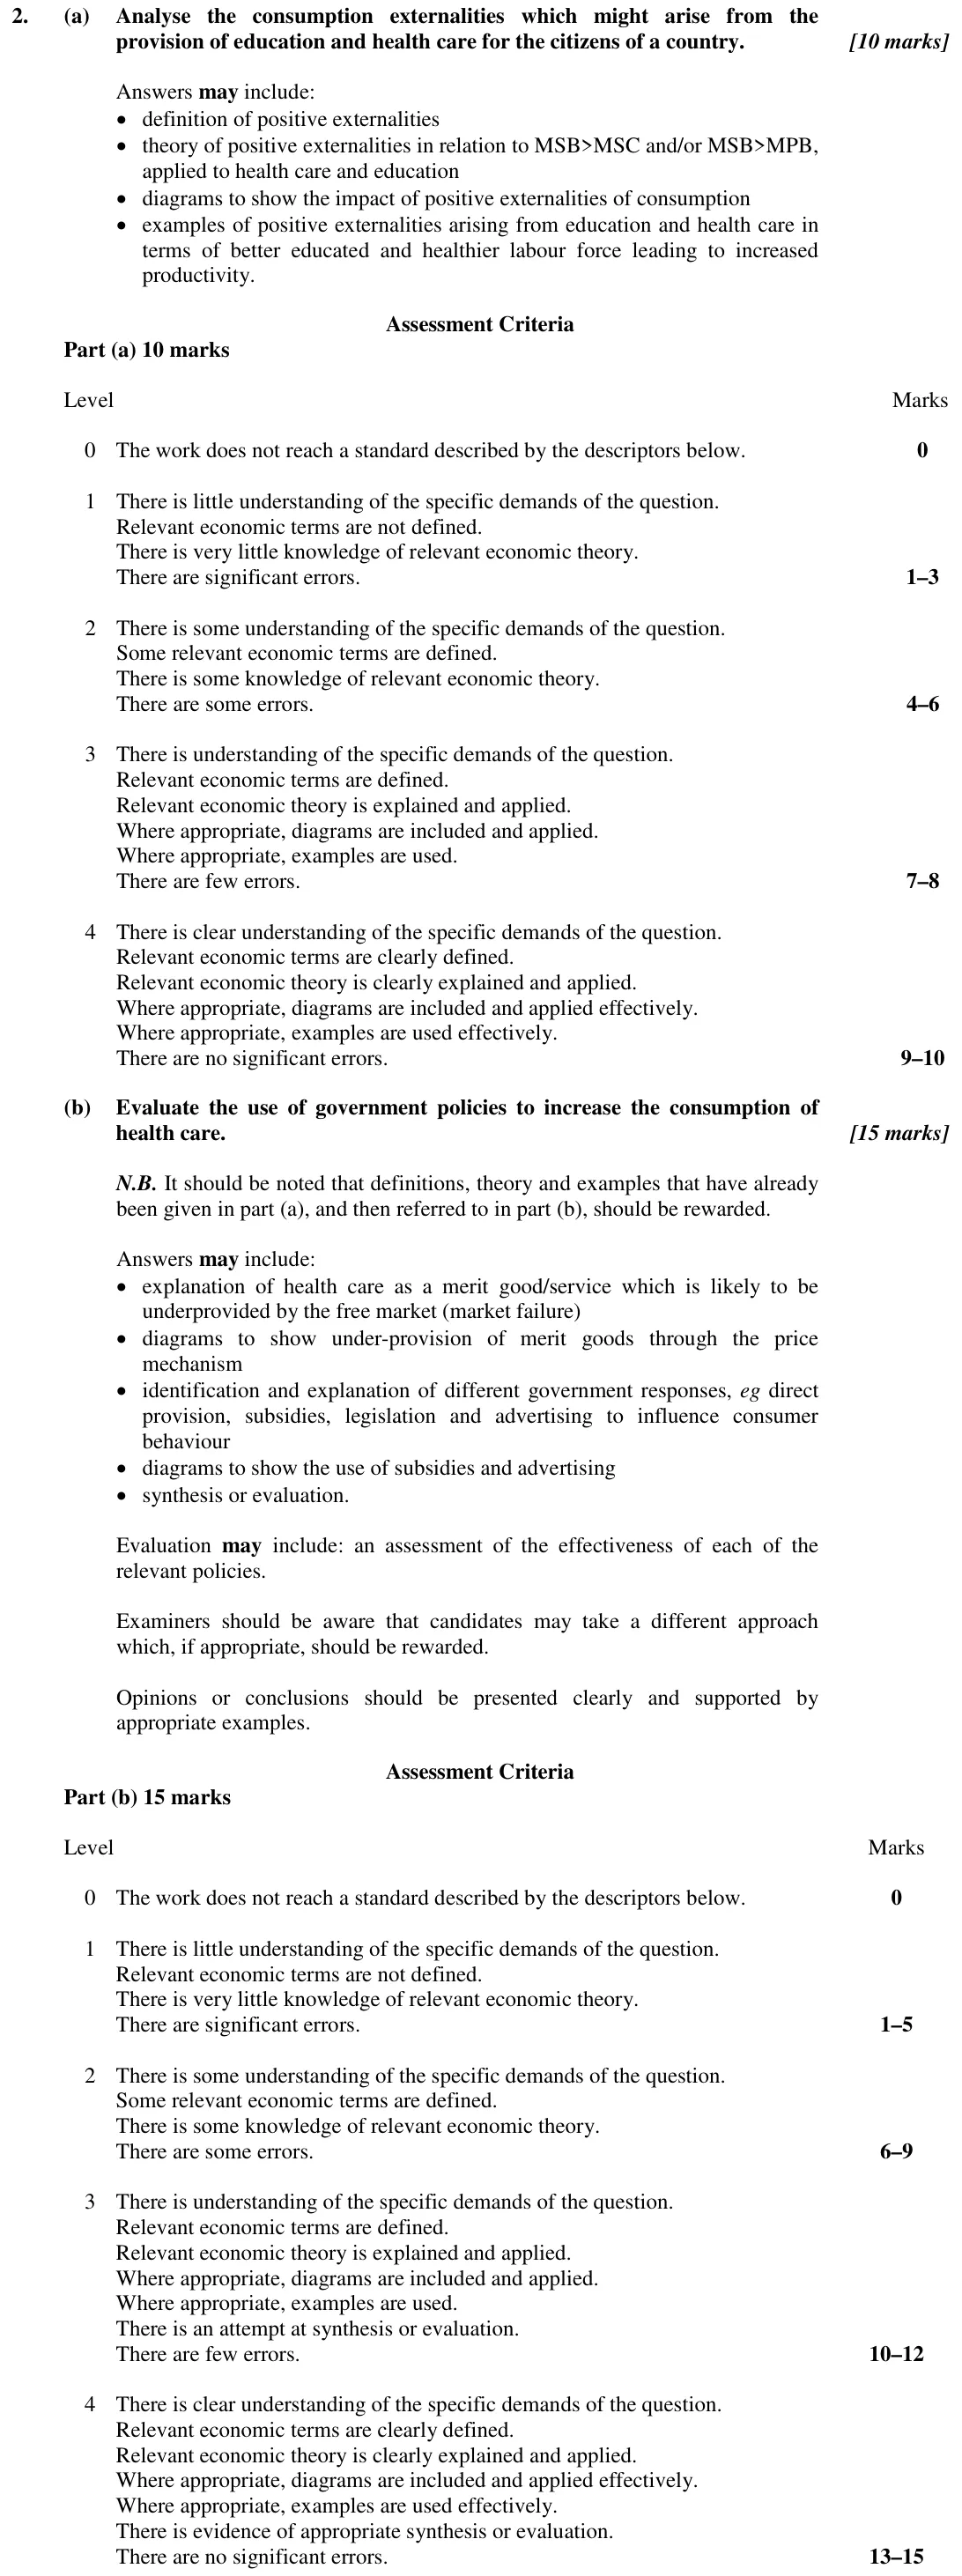 2. (a) Analyse the consumption externalities which might arise from the
provision of education and health care for the citizens of a country. [10 marks]
Answers may include:
• definition of positive externalities
• theory of positive externalities in relation to MSB>MSC and/or MSB>MPB,
applied to health care and education
• diagrams to show the impact of positive externalities of consumption
• examples of positive externalities arising from education and health care in
terms of better educated and healthier labour force leading to increased
productivity.
Assessment Criteria
Part (a) 10 marks
Level Marks
0 The work does not reach a standard described by the descriptors below. 0
1 There is little understanding of the specific demands of the question.
Relevant economic terms are not defined.
There is very little knowledge of relevant economic theory.
There are significant errors. 1–3
2 There is some understanding of the specific demands of the question.
Some relevant economic terms are defined.
There is some knowledge of relevant economic theory.
There are some errors. 4–6
3 There is understanding of the specific demands of the question.
Relevant economic terms are defined.
Relevant economic theory is explained and applied.
Where appropriate, diagrams are included and applied.
Where appropriate, examples are used.
There are few errors. 7–8
4 There is clear understanding of the specific demands of the question.
Relevant economic terms are clearly defined.
Relevant economic theory is clearly explained and applied.
Where appropriate, diagrams are included and applied effectively.
Where appropriate, examples are used effectively.
There are no significant errors. 9–10
(b) Evaluate the use of government policies to increase the consumption of
health care. [15 marks]
N.B. It should be noted that definitions, theory and examples that have already
been given in part (a), and then referred to in part (b), should be rewarded.
Answers may include:
• explanation of health care as a merit good/service which is likely to be
underprovided by the free market (market failure)
• diagrams to show under-provision of merit goods through the price
mechanism
• identification and explanation of different government responses, eg direct
provision, subsidies, legislation and advertising to influence consumer
behaviour
• diagrams to show the use of subsidies and advertising
• synthesis or evaluation.
Evaluation may include: an assessment of the effectiveness of each of the
relevant policies.
Examiners should be aware that candidates may take a different approach
which, if appropriate, should be rewarded.
Opinions or conclusions should be presented clearly and supported by
appropriate examples.
Assessment Criteria
Part (b) 15 marks
Level Marks
0 The work does not reach a standard described by the descriptors below. 0
1 There is little understanding of the specific demands of the question.
Relevant economic terms are not defined.
There is very little knowledge of relevant economic theory.
There are significant errors. 1–5
2 There is some understanding of the specific demands of the question.
Some relevant economic terms are defined.
There is some knowledge of relevant economic theory.
There are some errors. 6–9
3 There is understanding of the specific demands of the question.
Relevant economic terms are defined.
Relevant economic theory is explained and applied.
Where appropriate, diagrams are included and applied.
Where appropriate, examples are used.
There is an attempt at synthesis or evaluation.
There are few errors. 10–12
4 There is clear understanding of the specific demands of the question.
Relevant economic terms are clearly defined.
Relevant economic theory is clearly explained and applied.
Where appropriate, diagrams are included and applied effectively.
Where appropriate, examples are used effectively.
There is evidence of appropriate synthesis or evaluation.
There are no significant errors. 13–15